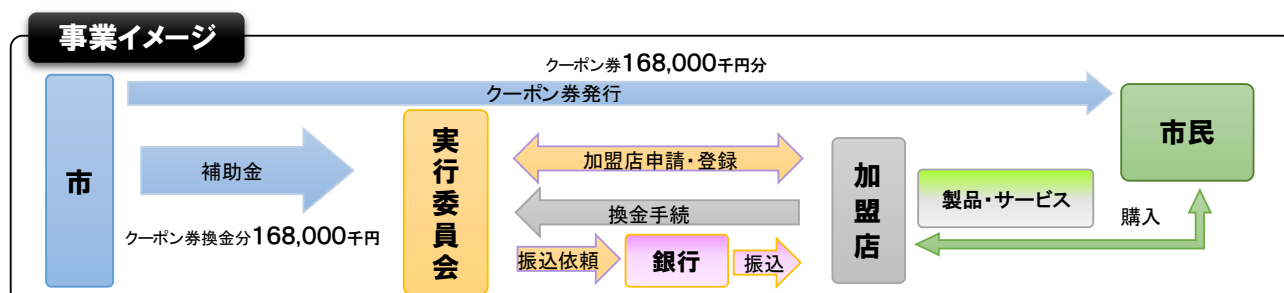 事業イメージ
クーポン券168,000千円分
クーポン券発行
市
補助金
クーポン券換金分168,000千円
実行委員会
加盟店申請・登録
換金手続
振込依頼
銀行
振込
加盟店
製品・サービス
市民
購入